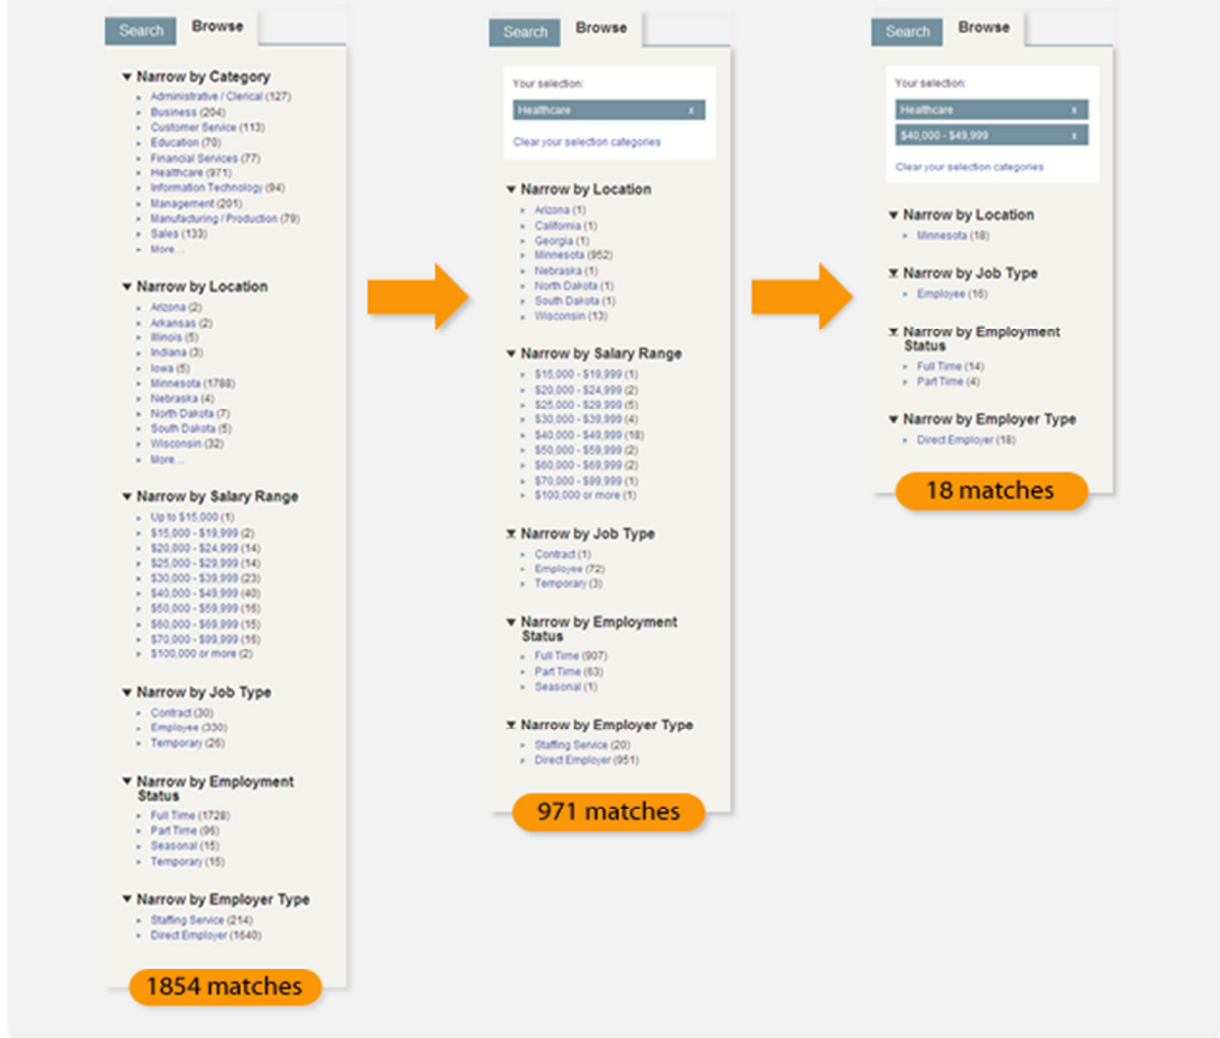 Search Browse
Narrow by Category
Administrative / Clerical (127)
Business (204)
Customer Service (113)
Education (70)
Financial Services (77)
Healthcare (971)
Information Technology (94)
Management (201)
Manufacturing / Production (79)
Sales (133)
More...
Narrow by Location
Arizona (2)
Arkansas (2)
Illinois (5)
Indiana (3)
Iowa (5)
Minnesota (1788)
Nebraska (4)
North Dakota (7)
South Dakota (5)
Wisconsin (32)
More...
Narrow by Salary Range
Up to $15,000 (1)
$15,000 - $19,999 (2)
$20,000 - $24,999 (14)
$25,000 - $29,999 (14)
$30,000 - $39,999 (23)
$40,000 - $49,999 (40)
$50,000 - $59,999 (16)
$60,000 - $69,999 (15)
$70,000 - $99,999 (16)
$100,000 or more (2)
Narrow by Job Type
Contract (30)
Employee (330)
Temporary (26)
Narrow by Employment
Status
Full Time (1728)
Part Time (96)
Seasonal (15)
Temporary (15)
Narrow by Employer Type
Staffing Service (214)
Direct Employer (1640)
1854 matches
Search Browse
Your selection:
Healthcare x
Clear your selection categories
Narrow by Location
Arizona (1)
California (1)
Georgia (1)
Minnesota (952)
Nebraska (1)
North Dakota (1)
South Dakota (1)
Wisconsin (13)
Narrow by Salary Range
$15,000 - $19,999 (1)
$20,000 - $24,999 (2)
$25,000 - $29,999 (5)
$30,000 - $39,999 (4)
$40,000 - $49,999 (18)
$50,000 - $59,999 (2)
$60,000 - $69,999 (2)
$70,000 - $99,999 (1)
$100,000 or more (1)
Narrow by Job Type
Contract (1)
Employee (72)
Temporary (3)
Narrow by Employment
Status
Full Time (907)
Part Time (63)
Seasonal (1)
Narrow by Employer Type
Staffing Service (20)
Direct Employer (951)
971 matches
Search Browse
Your selection:
Healthcare x
$40,000 - $49,999 x
Clear your selection categories
Narrow by Location
Minnesota (18)
Narrow by Job Type
Employee (16)
Narrow by Employment
Status
Full Time (14)
Part Time (4)
Narrow by Employer Type
Direct Employer (18)
18 matches